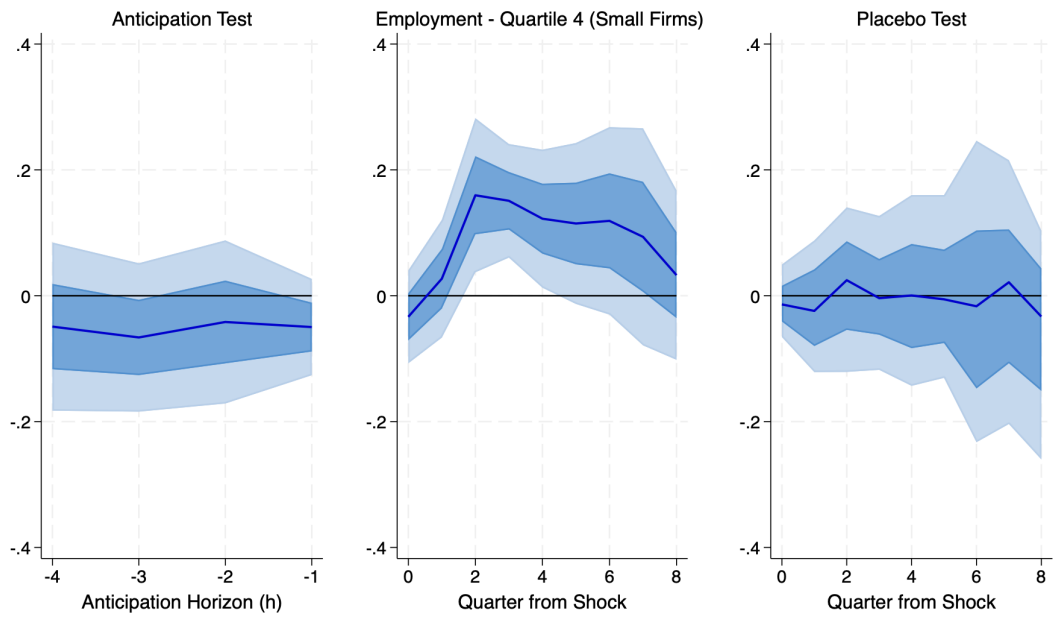 Anticipation Test
.4
.2
0
-.2
-.4
-4 -3 -2 -1
Anticipation Horizon (h)
Employment - Quartile 4 (Small Firms)
.4
.2
0
-.2
-.4
0 2 4 6 8
Quarter from Shock
Placebo Test
.4
.2
0
-.2
-.4
0 2 4 6 8
Quarter from Shock